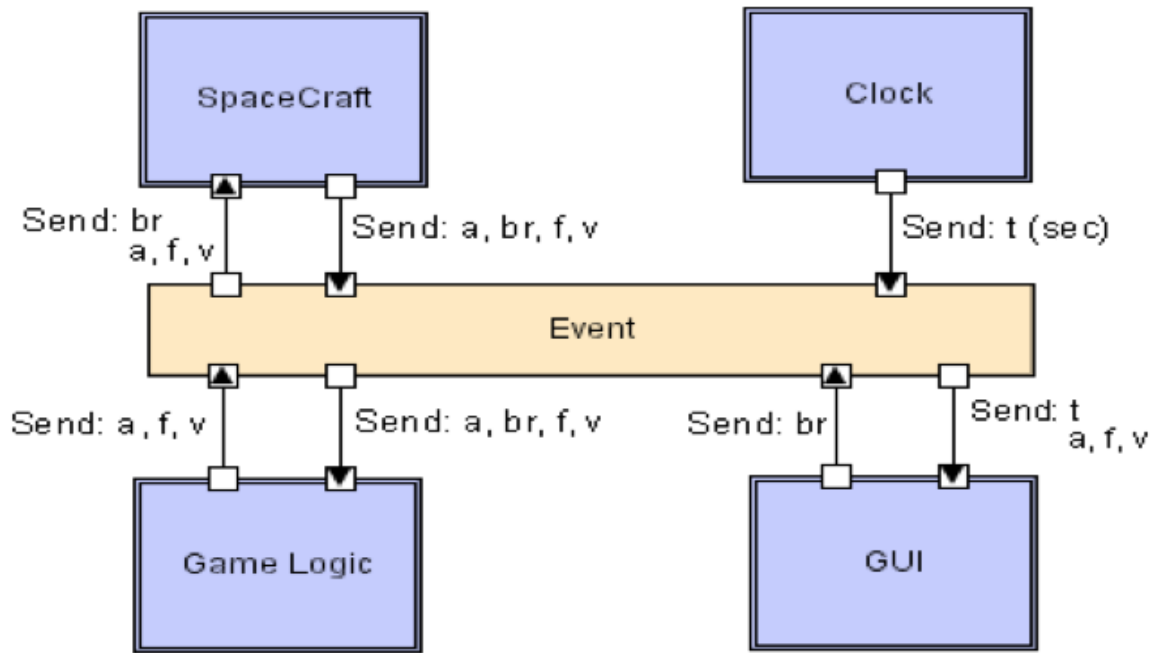 SpaceCraft
Clock
Send: br
a, f, v
Send: a, br, f, v
Send: t (sec)
Event
Send: a, f, v
Send: a, br, f, v
Send: br
Send: t
a, f, v
Game Logic
GUI